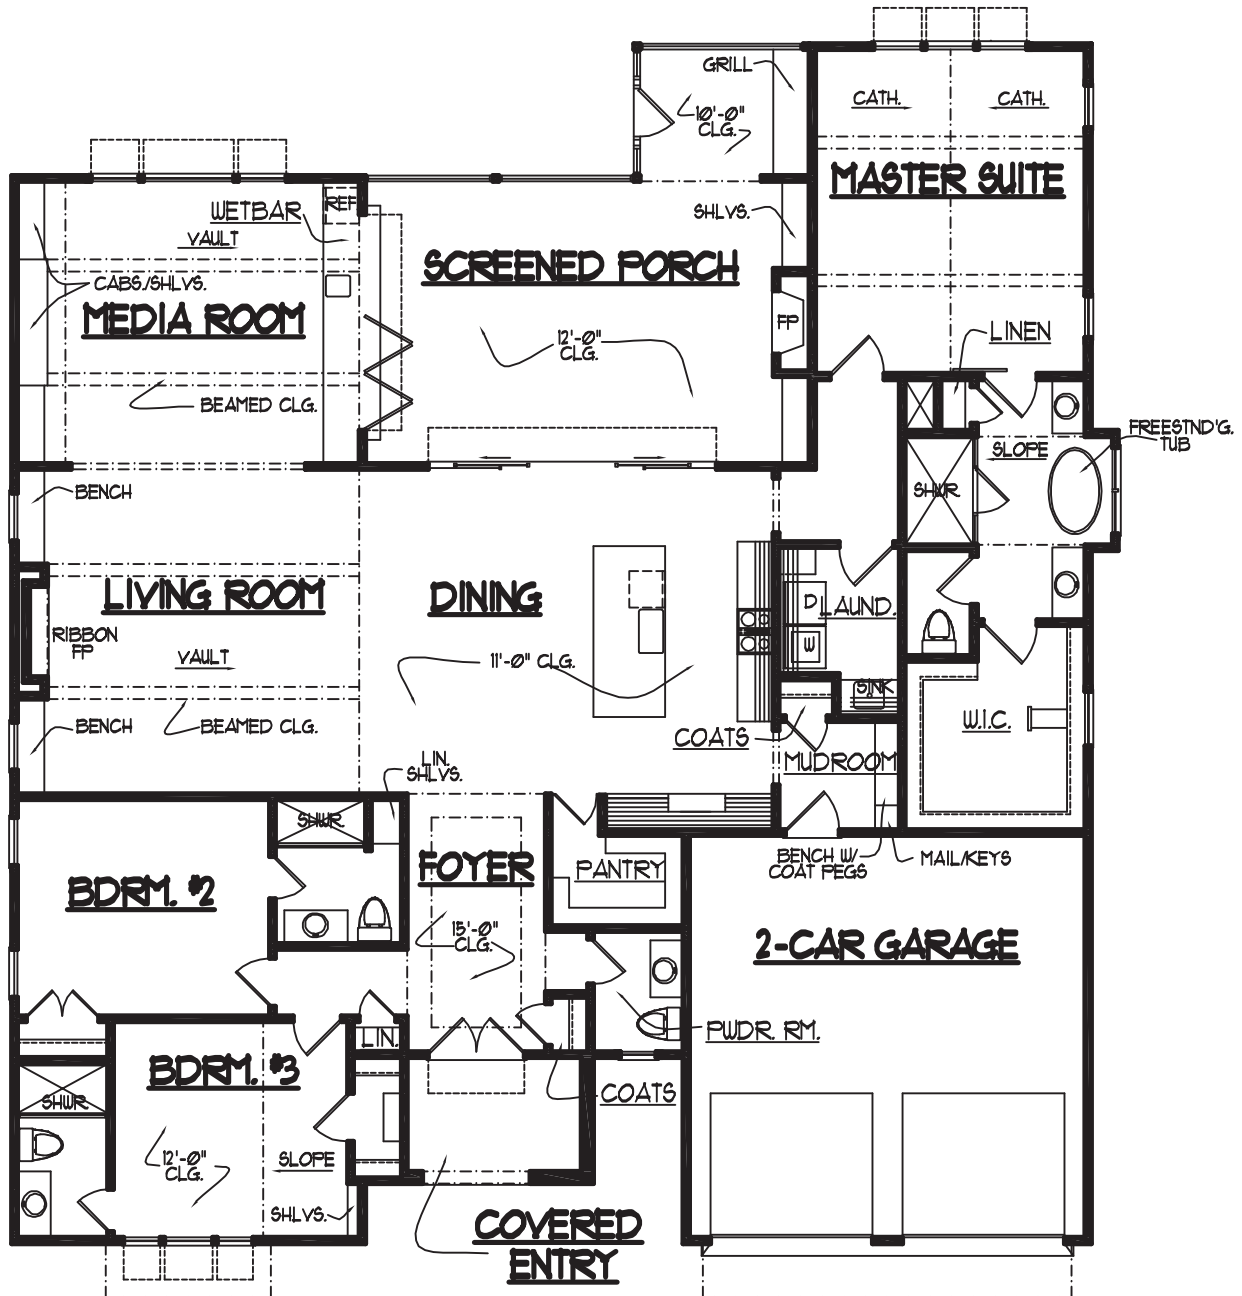 GRILL
10'-0"
CLG.
CATH.
CATH.
MASTER SUITE
REF
WETBAR
VAULT
SHLVS.
SCREENED PORCH
CABS./SHLVS.
MEDIA ROOM
FP
LINEN
12'-0"
CLG.
BEAMED CLG.
FREESTND'G.
TUB
SLOPE
BENCH
SHWR.
LIVING ROOM
DINING
D
LAUND.
RIBBON
FP
W
VAULT
11'-0" CLG.
SINK
W.I.C.
BENCH
BEAMED CLG.
COATS
MUDROOM
LIN.
SHLVS.
SHWR.
FOYER
PANTRY
BENCH W/
COAT PEGS
MAIL/KEYS
BDRM. #2
15'-0"
CLG.
2-CAR GARAGE
PWDR. RM.
LIN.
BDRM. #3
COATS
SHWR.
12'-0"
CLG.
SLOPE
SHLVS.
COVERED
ENTRY